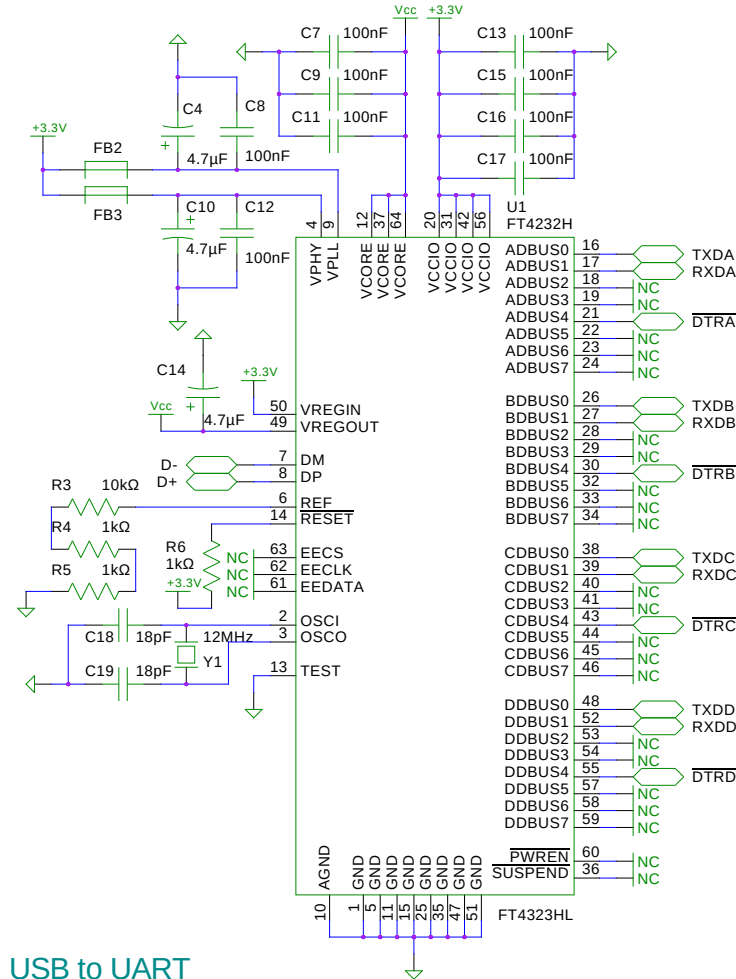 Vcc
+3.3V
C7
100nF
C9
100nF
C11
100nF
C13
100nF
C15
100nF
C16
100nF
C17
100nF
C4
4.7µF
+
C8
100nF
+3.3V
FB2
FB3
C10
+
4.7µF
C12
100nF
U1
FT4232H
4
9
12
37
64
20
31
42
56
VPHY
VPLL
VCORE
VCORE
VCORE
VCCIO
VCCIO
VCCIO
VCCIO
ADBUS0 16 TXDA
ADBUS1 17 RXDA
ADBUS2 18 NC
ADBUS3 19 NC
ADBUS4 21 DTRA
ADBUS5 22 NC
ADBUS6 23 NC
ADBUS7 24 NC
BDBUS0 26 TXDB
BDBUS1 27 RXDB
BDBUS2 28 NC
BDBUS3 29 NC
BDBUS4 30 DTRB
BDBUS5 32 NC
BDBUS6 33 NC
BDBUS7 34 NC
CDBUS0 38 TXDC
CDBUS1 39 RXDC
CDBUS2 40 NC
CDBUS3 41 NC
CDBUS4 43 DTRC
CDBUS5 44 NC
CDBUS6 45 NC
CDBUS7 46 NC
DDBUS0 48 TXDD
DDBUS1 52 RXDD
DDBUS2 53 NC
DDBUS3 54 NC
DDBUS4 55 DTRD
DDBUS5 57 NC
DDBUS6 58 NC
DDBUS7 59 NC
PWREN 60 NC
SUSPEND 36 NC
C14
+
4.7µF
Vcc
+3.3V
50 VREGIN
49 VREGOUT
D- 7 DM
D+ 8 DP
6 REF
14 RESET
R3 10kΩ
R4 1kΩ
R5 1kΩ
R6
1kΩ
+3.3V
NC 63 EECS
NC 62 EECLK
NC 61 EEDATA
2 OSCI
3 OSCO
C18 18pF
C19 18pF
12MHz
Y1
13 TEST
AGND
GND
GND
GND
GND
GND
GND
GND
GND
10
1
5
11
15
25
35
47
51
FT4323HL
USB to UART